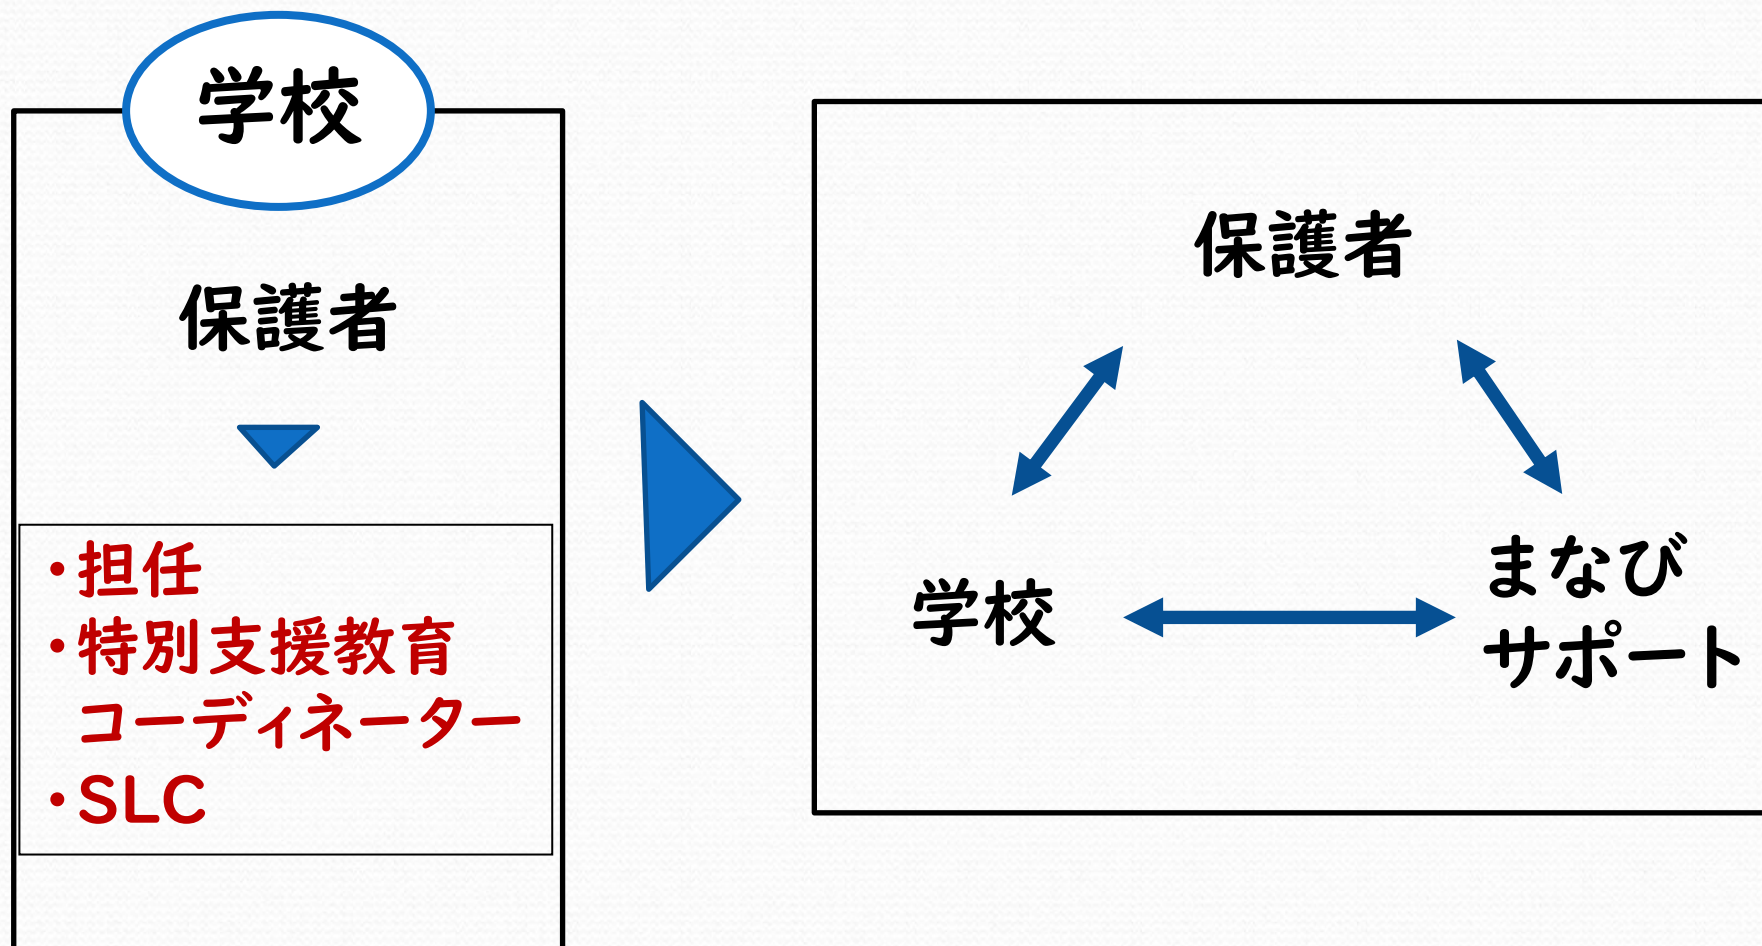 学校
保護者
・担任
・特別支援教育
コーディネーター
・SLC
保護者
学校
まなび
サポート